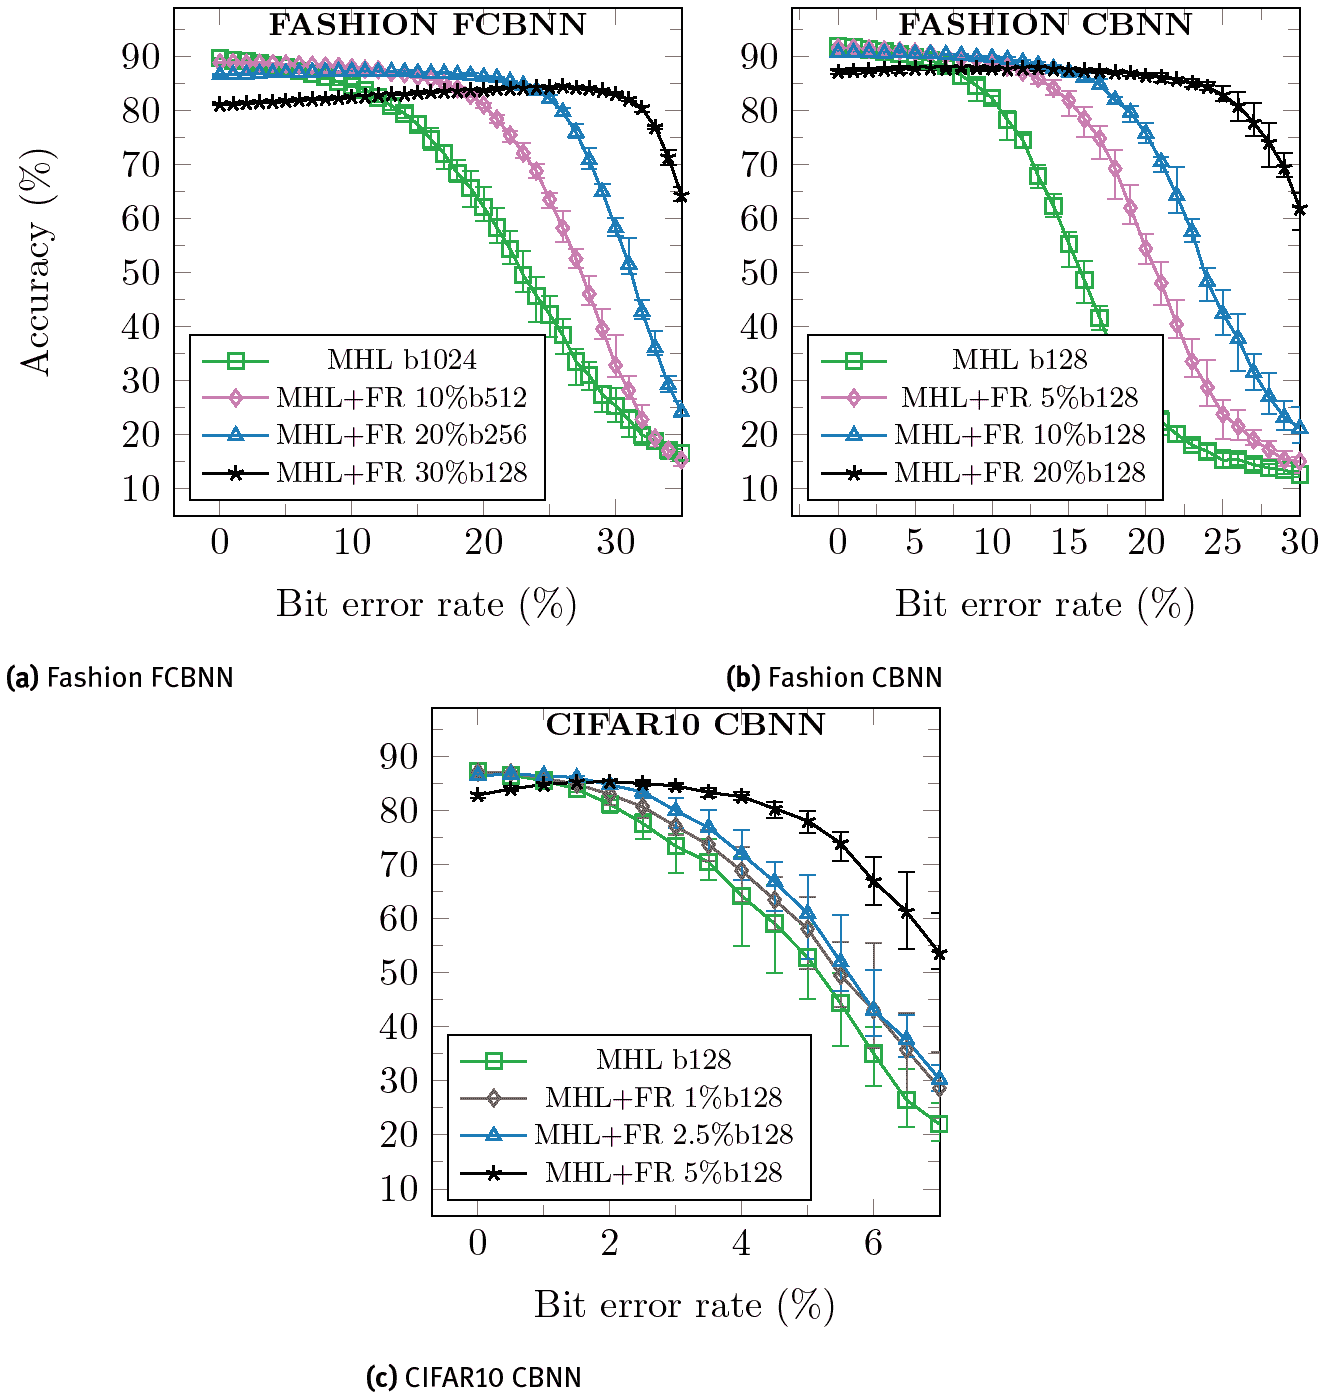 FASHION FCBNN
Accuracy (%)
90
80
70
60
50
40
30
20
10
MHL b1024
MHL+FR 10%b512
MHL+FR 20%b256
MHL+FR 30%b128
0 10 20 30
Bit error rate (%)
(a) Fashion FCBNN
FASHION CBNN
90
80
70
60
50
40
30
20
10
MHL b128
MHL+FR 5%b128
MHL+FR 10%b128
MHL+FR 20%b128
0 5 10 15 20 25 30
Bit error rate (%)
(b) Fashion CBNN
CIFAR10 CBNN
90
80
70
60
50
40
30
20
10
MHL b128
MHL+FR 1%b128
MHL+FR 2.5%b128
MHL+FR 5%b128
0 2 4 6
Bit error rate (%)
(c) CIFAR10 CBNN